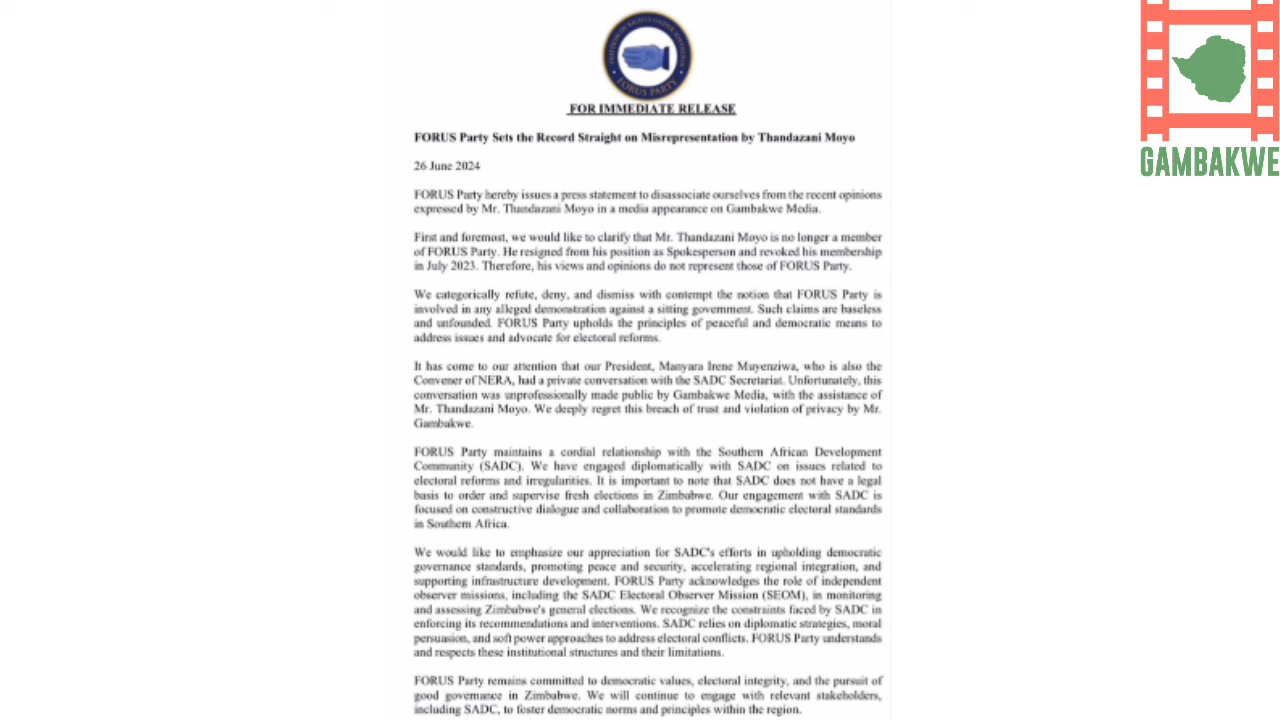 FORUS PARTY
FOR IMMEDIATE RELEASE
FORUS Party Sets the Record Straight on Misrepresentation by Thandazani Moyo
26 June 2024
FORUS Party hereby issues a press statement to disassociate ourselves from the recent opinions
expressed by Mr. Thandazani Moyo in a media appearance on Gambakwe Media.
First and foremost, we would like to clarify that Mr. Thandazani Moyo is no longer a member
of FORUS Party. He resigned from his position as Spokesperson and revoked his membership
in July 2023. Therefore, his views and opinions do not represent those of FORUS Party.
We categorically refute, deny, and dismiss with contempt the notion that FORUS Party is
involved in any alleged demonstration against a sitting government. Such claims are baseless
and unfounded. FORUS Party upholds the principles of peaceful and democratic means to
address issues and advocate for electoral reforms.
It has come to our attention that our President, Manyara Irene Muyenziwa, who is also the
Convener of NERA, had a private conversation with the SADC Secretariat. Unfortunately, this
conversation was unprofessionally made public by Gambakwe Media, with the assistance of
Mr. Thandazani Moyo. We deeply regret this breach of trust and violation of privacy by Mr.
Gambakwe.
FORUS Party maintains a cordial relationship with the Southern African Development
Community (SADC). We have engaged diplomatically with SADC on issues related to
electoral reforms and irregularities. It is important to note that SADC does not have a legal
basis to order and supervise fresh elections in Zimbabwe. Our engagement with SADC is
focused on constructive dialogue and collaboration to promote democratic electoral standards
in Southern Africa.
We would like to emphasize our appreciation for SADC's efforts in upholding democratic
governance standards, promoting peace and security, accelerating regional integration, and
supporting infrastructure development. FORUS Party acknowledges the role of independent
observer missions, including the SADC Electoral Observer Mission (SEOM), in monitoring
and assessing Zimbabwe's general elections. We recognize the constraints faced by SADC in
enforcing its recommendations and interventions. SADC relies on diplomatic strategies, moral
persuasion, and soft power approaches to address electoral conflicts. FORUS Party understands
and respects these institutional structures and their limitations.
FORUS Party remains committed to democratic values, electoral integrity, and the pursuit of
good governance in Zimbabwe. We will continue to engage with relevant stakeholders,
including SADC, to foster democratic norms and principles within the region.
GAMBAKWE